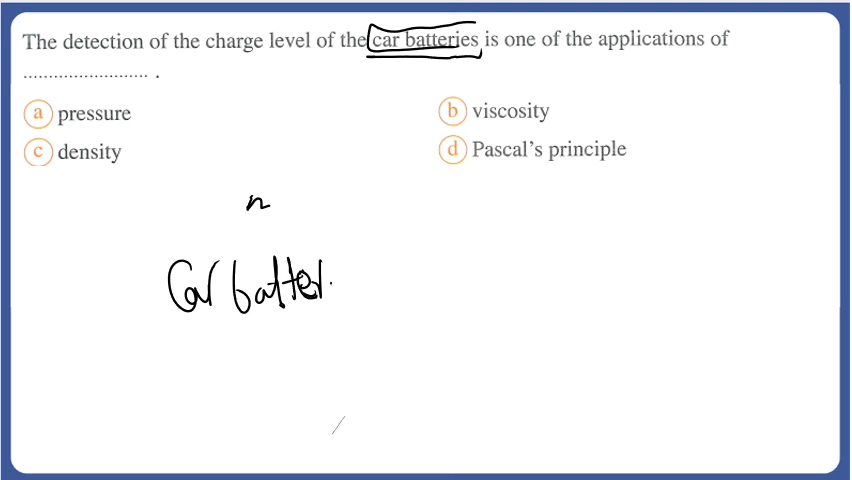 The detection of the charge level of the car batteries is one of the applications of
......................... .
a pressure
b viscosity
c density
d Pascal's principle
n
Car batter.